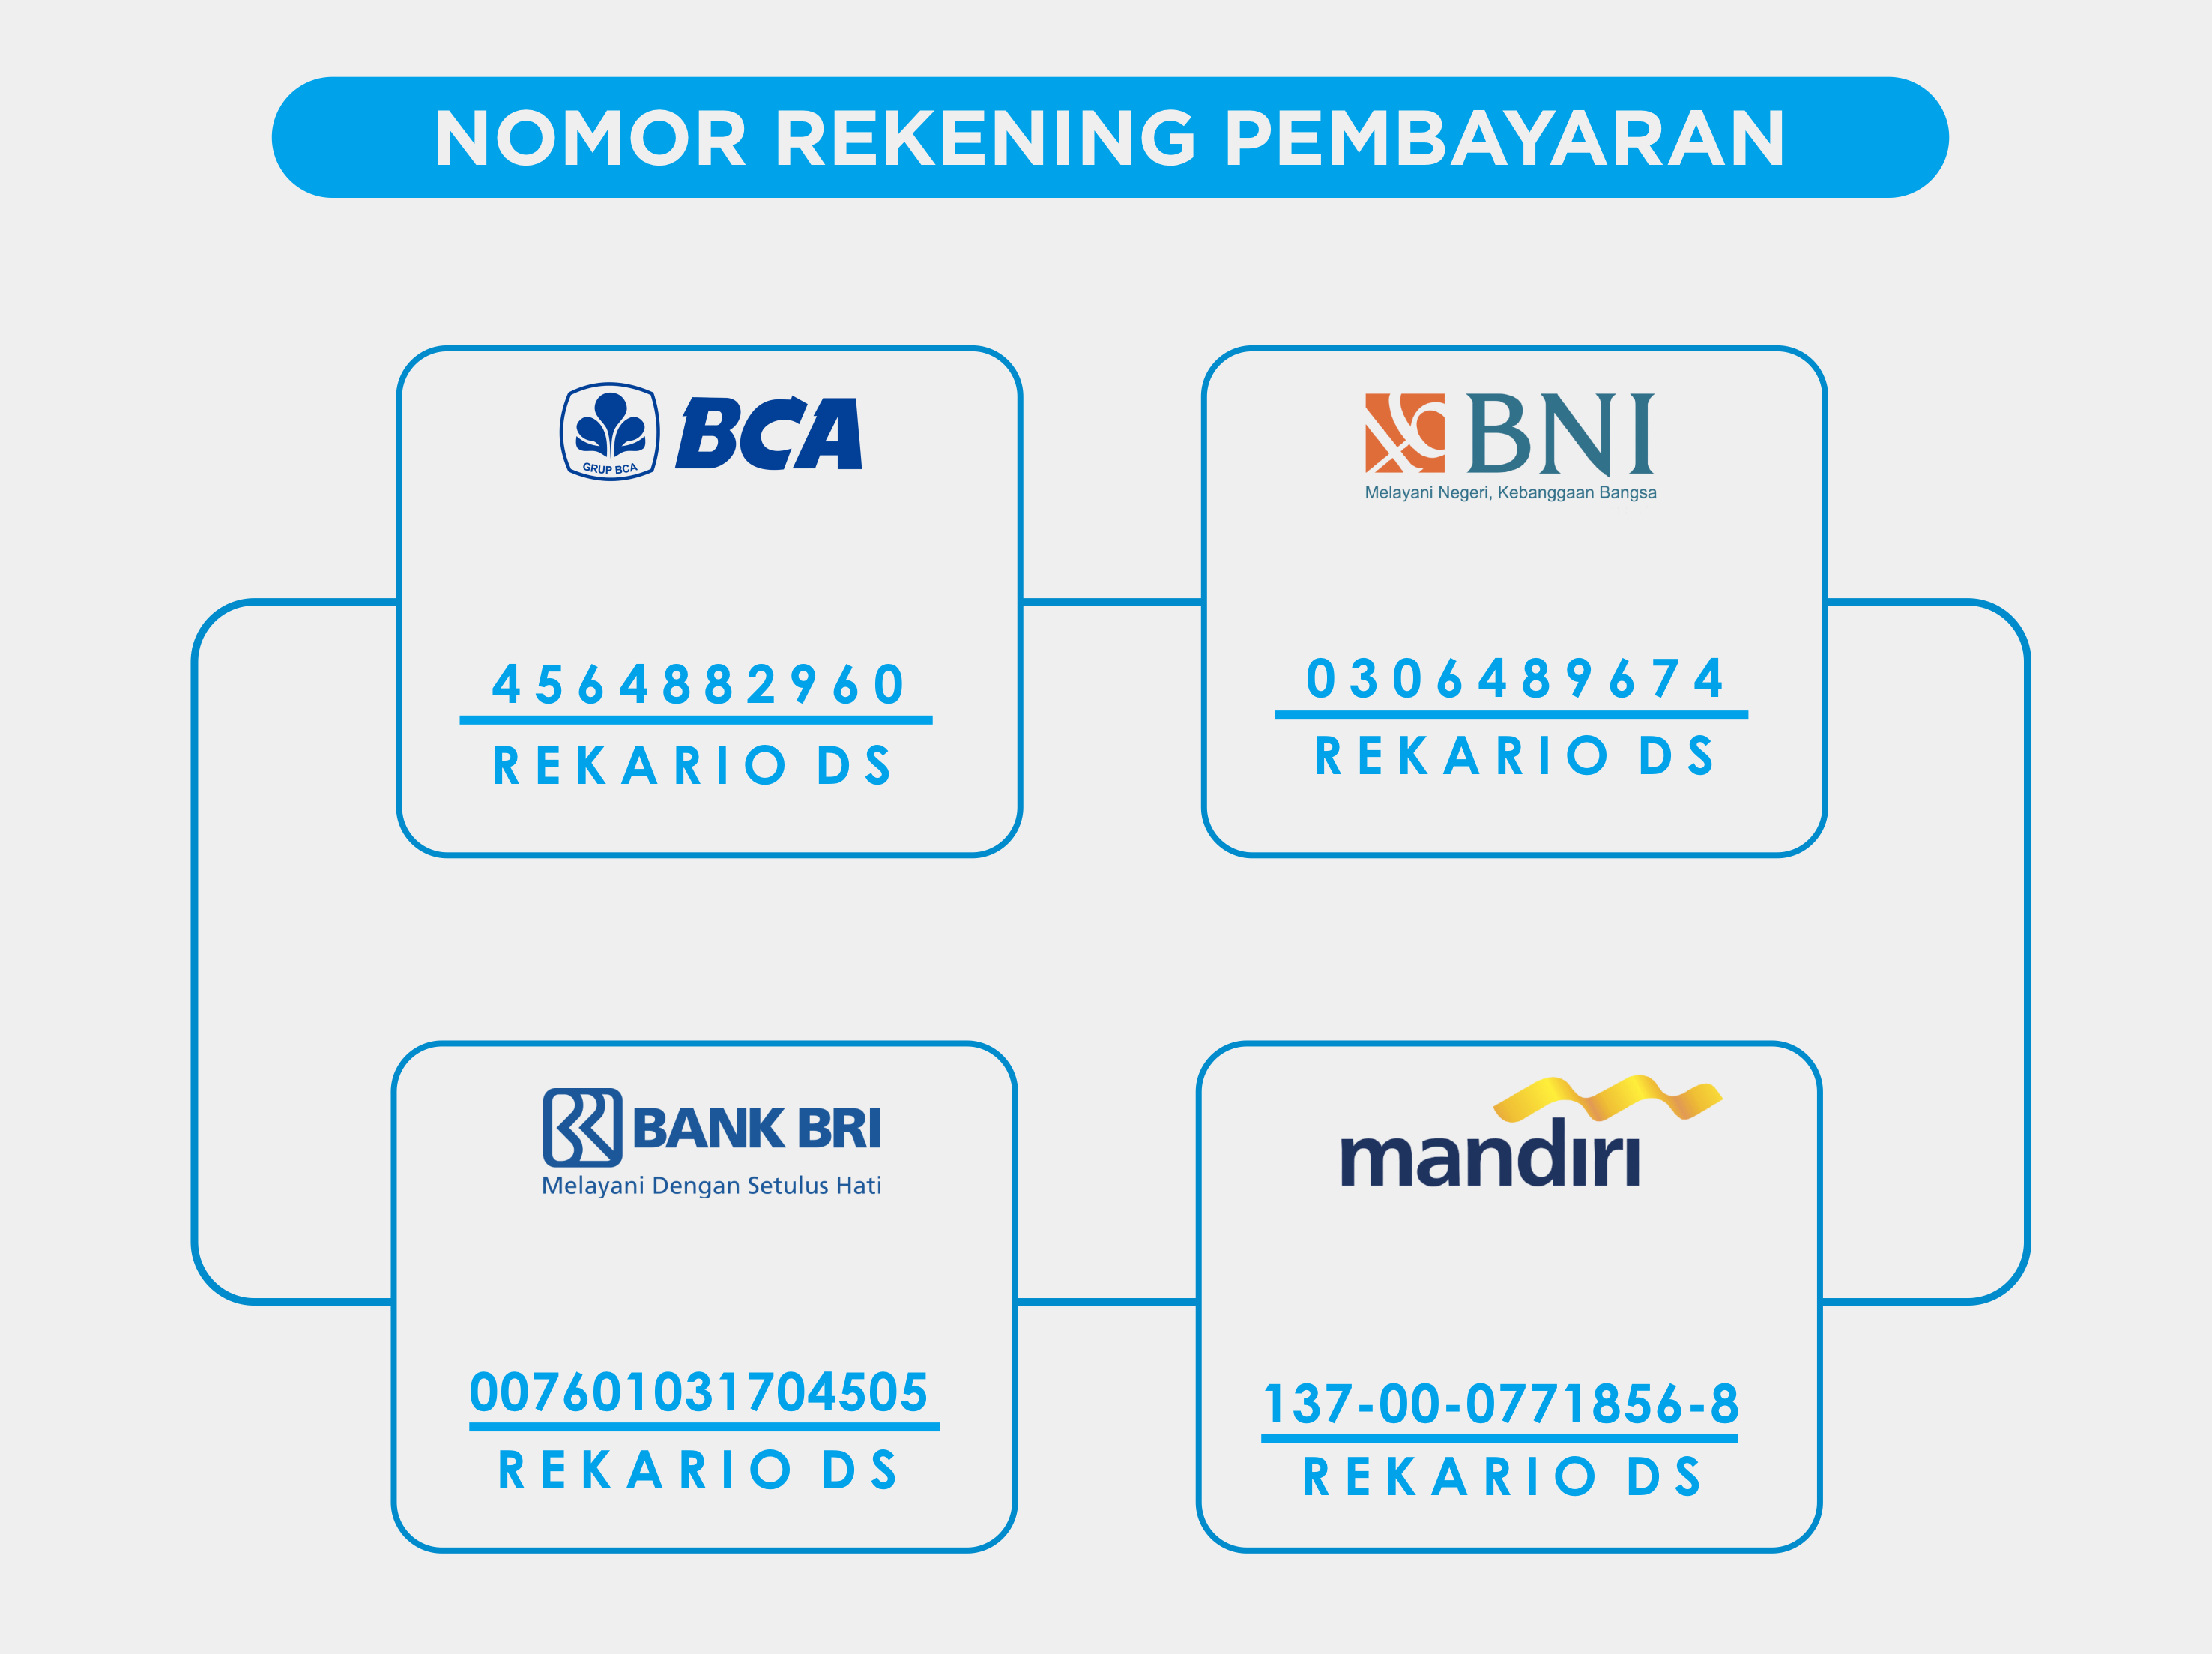 NOMOR REKENING PEMBAYARAN
GRUP BCA
BCA
4564882960
REKARIO DS
BNI
Melayani Negeri, Kebanggaan Bangsa
0306489674
REKARIO DS
BANK BRI
Melayani Dengan Setulus Hati
007601031704505
REKARIO DS
mandiri
137-00-0771856-8
REKARIO DS